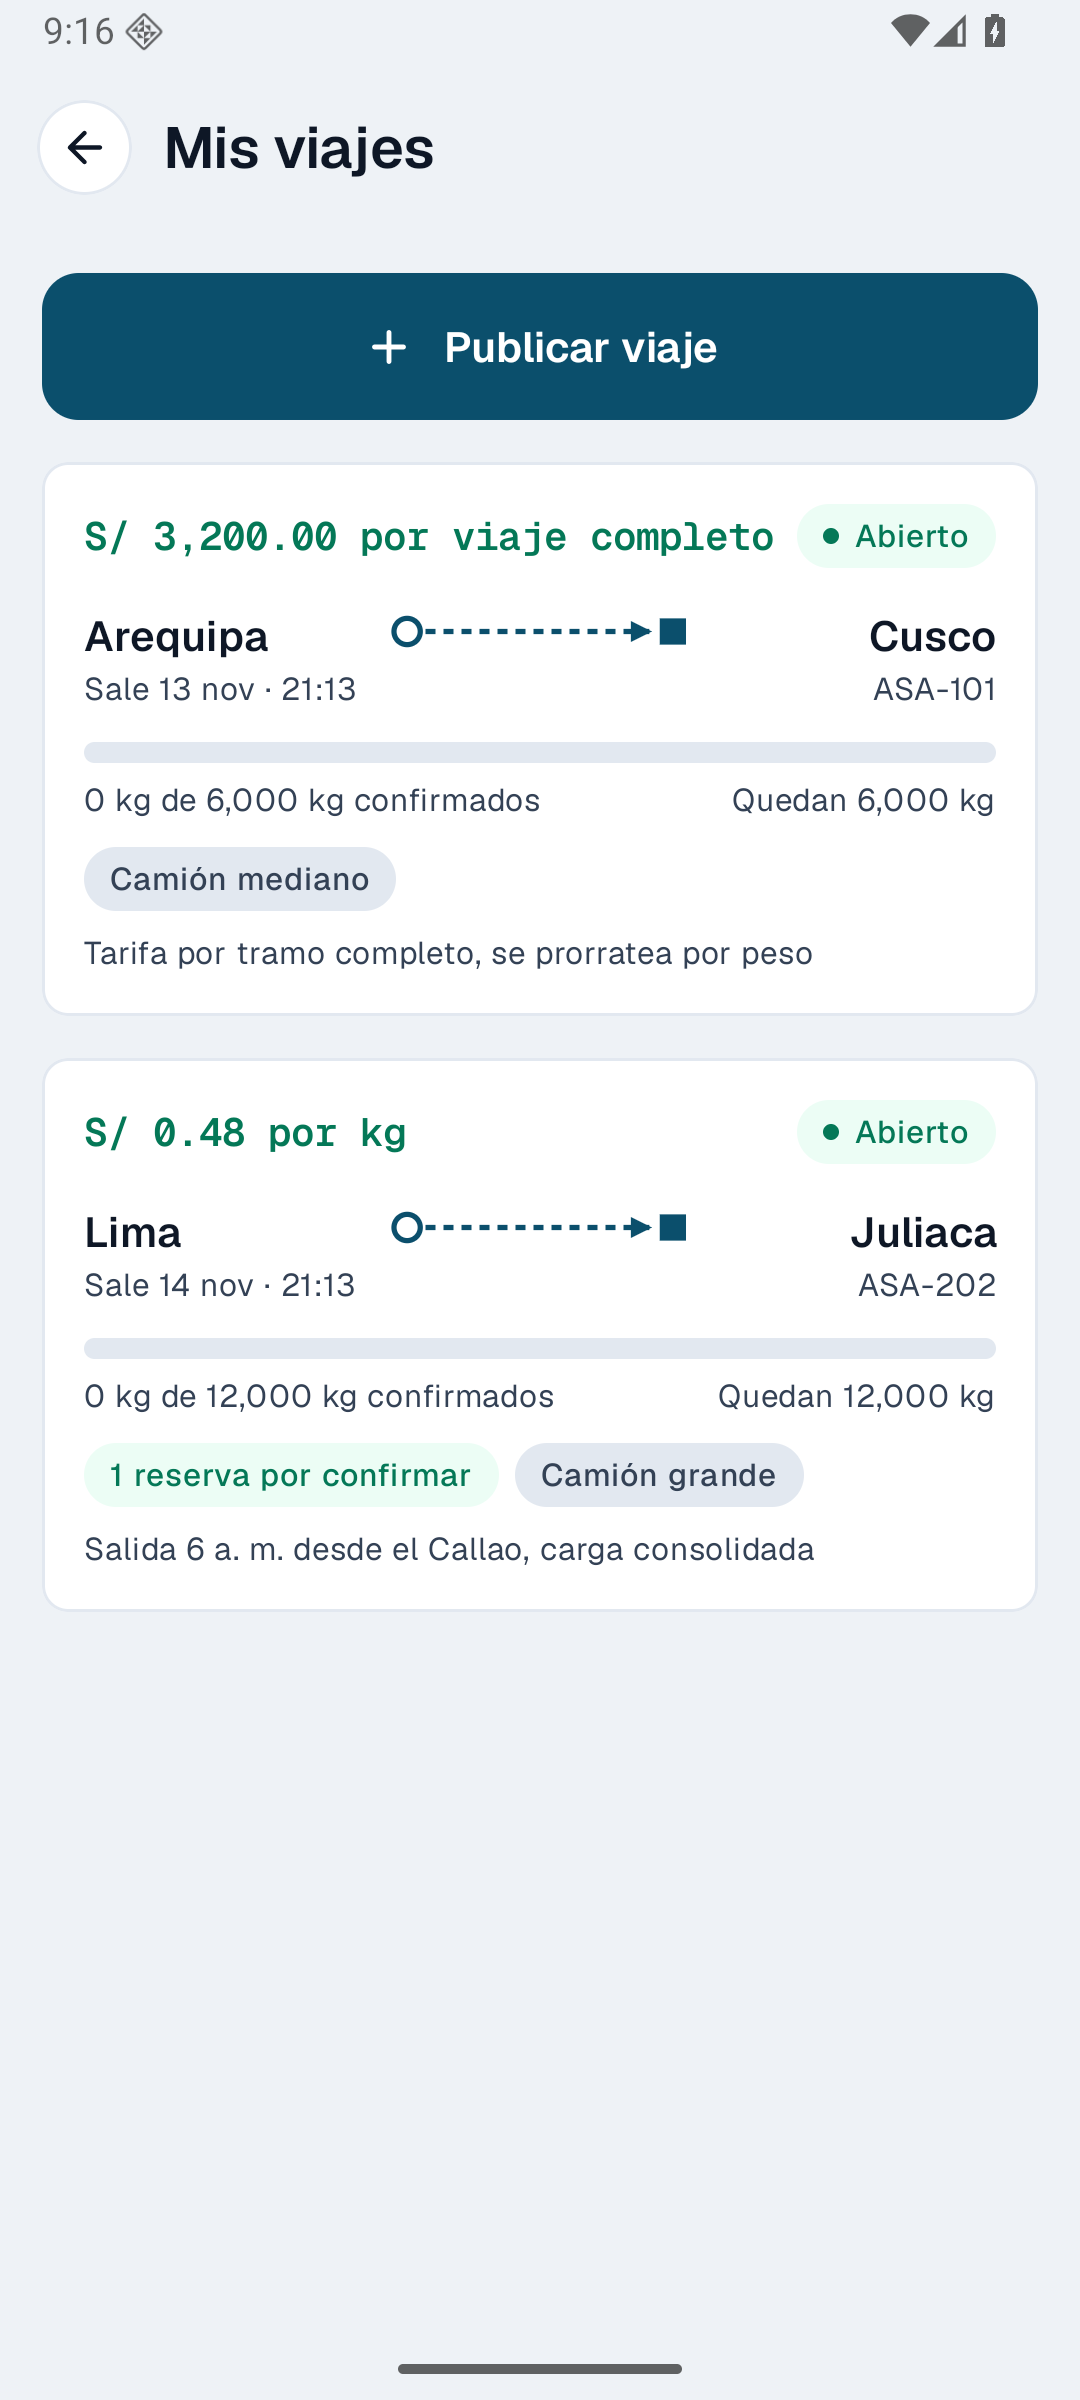 9:16
Mis viajes
Publicar viaje
S/ 3,200.00 por viaje completo Abierto
Arequipa Cusco
Sale 13 nov · 21:13 ASA-101
0 kg de 6,000 kg confirmados Quedan 6,000 kg
Camión mediano
Tarifa por tramo completo, se prorratea por peso
S/ 0.48 por kg Abierto
Lima Juliaca
Sale 14 nov · 21:13 ASA-202
0 kg de 12,000 kg confirmados Quedan 12,000 kg
1 reserva por confirmar Camión grande
Salida 6 a. m. desde el Callao, carga consolidada